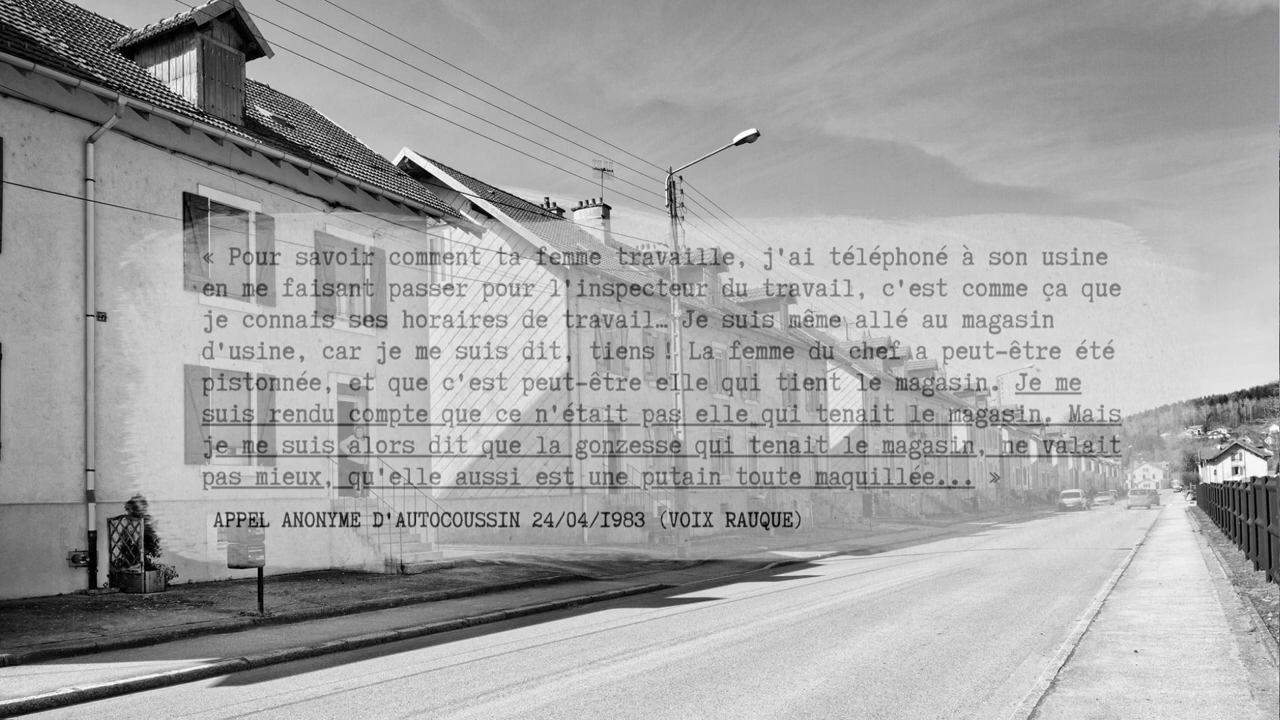 « Pour savoir comment ta femme travaille, j'ai téléphoné à son usine
en me faisant passer pour l'inspecteur du travail, c'est comme ça que
je connais ses horaires de travail… Je suis même allé au magasin
d'usine, car je me suis dit, tiens ! La femme du chef a peut-être été
pistonnée, et que c'est peut-être elle qui tient le magasin. Je me
suis rendu compte que ce n'était pas elle qui tenait le magasin. Mais
je me suis alors dit que la gonzesse qui tenait le magasin, ne valait
pas mieux, qu'elle aussi est une putain toute maquillée... »
APPEL ANONYME D'AUTOCOUSSIN 24/04/I983 (VOIX RAUQUE)